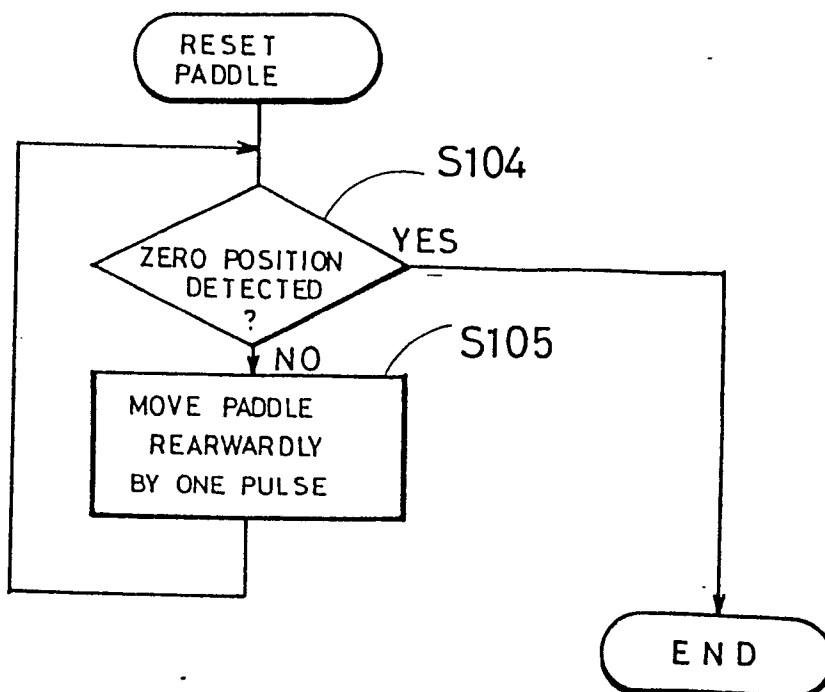 RESET
PADDLE
S104
YES
ZERO POSITION
DETECTED
?
NO
S105
MOVE PADDLE
REARWARDLY
BY ONE PULSE
END